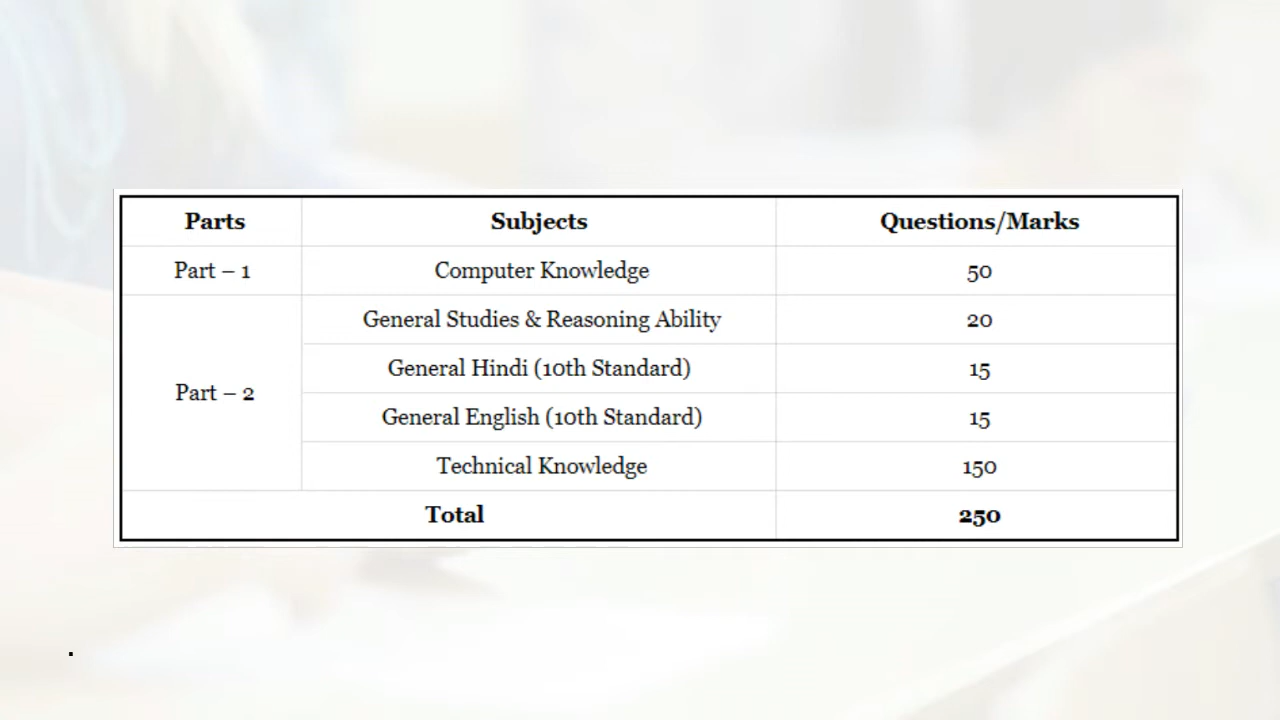 Parts Subjects Questions/Marks
Part – 1 Computer Knowledge 50
General Studies & Reasoning Ability 20
General Hindi (10th Standard) 15
Part – 2
General English (10th Standard) 15
Technical Knowledge 150
Total 250
.